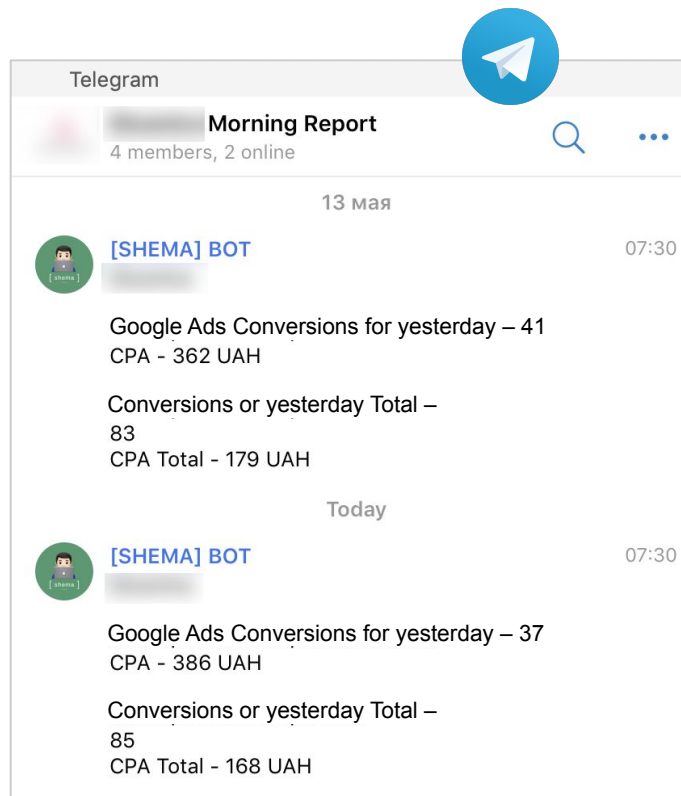 Telegram
Morning Report
4 members, 2 online
13 мая
[SHEMA] BOT 07:30
[ shema ]
Google Ads Conversions for yesterday – 41
CPA - 362 UAH
Conversions or yesterday Total –
83
CPA Total - 179 UAH
Today
[SHEMA] BOT 07:30
[ shema ]
Google Ads Conversions for yesterday – 37
CPA - 386 UAH
Conversions or yesterday Total –
85
CPA Total - 168 UAH